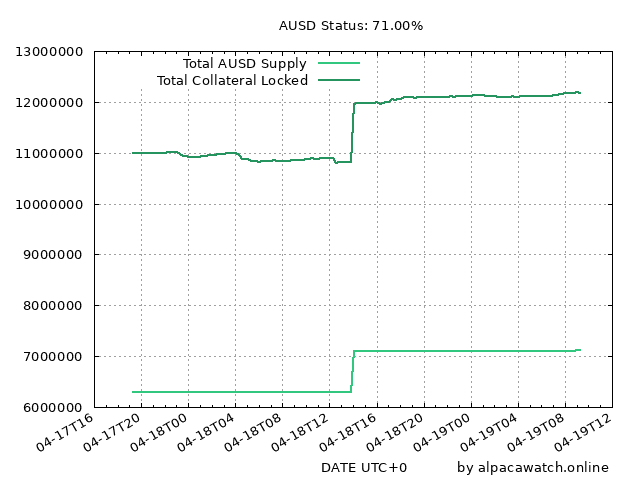 AUSD Status: 71.00%
Total AUSD Supply
Total Collateral Locked
13000000
12000000
11000000
10000000
9000000
8000000
7000000
6000000
04-17T16
04-17T20
04-18T00
04-18T04
04-18T08
04-18T12
04-18T16
04-18T20
04-19T00
04-19T04
04-19T08
04-19T12
DATE UTC+0
by alpacawatch.online